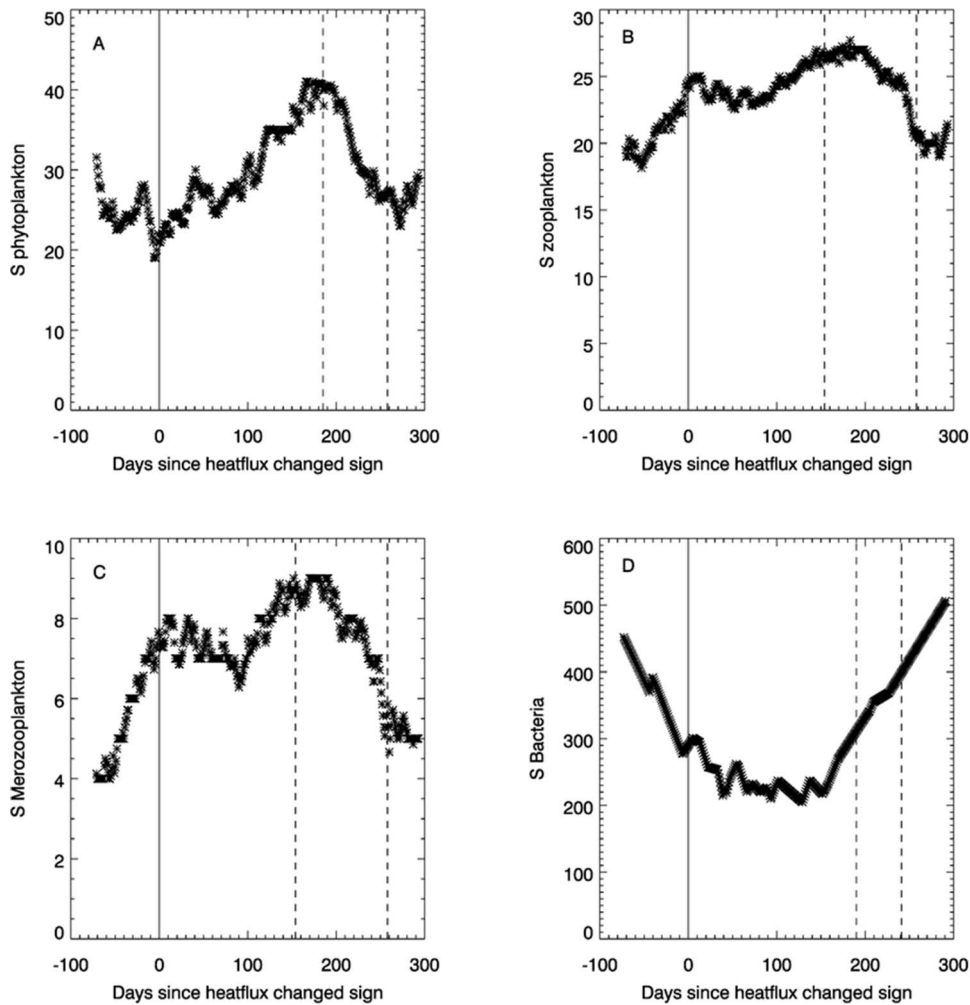 A
50
40
30
20
10
0
S phytoplankton
-100 0 100 200 300
Days since heatflux changed sign
B
30
25
20
15
10
5
0
S zooplankton
-100 0 100 200 300
Days since heatflux changed sign
C
10
8
6
4
2
0
S Merozooplankton
-100 0 100 200 300
Days since heatflux changed sign
D
600
500
400
300
200
100
0
S Bacteria
-100 0 100 200 300
Days since heatflux changed sign